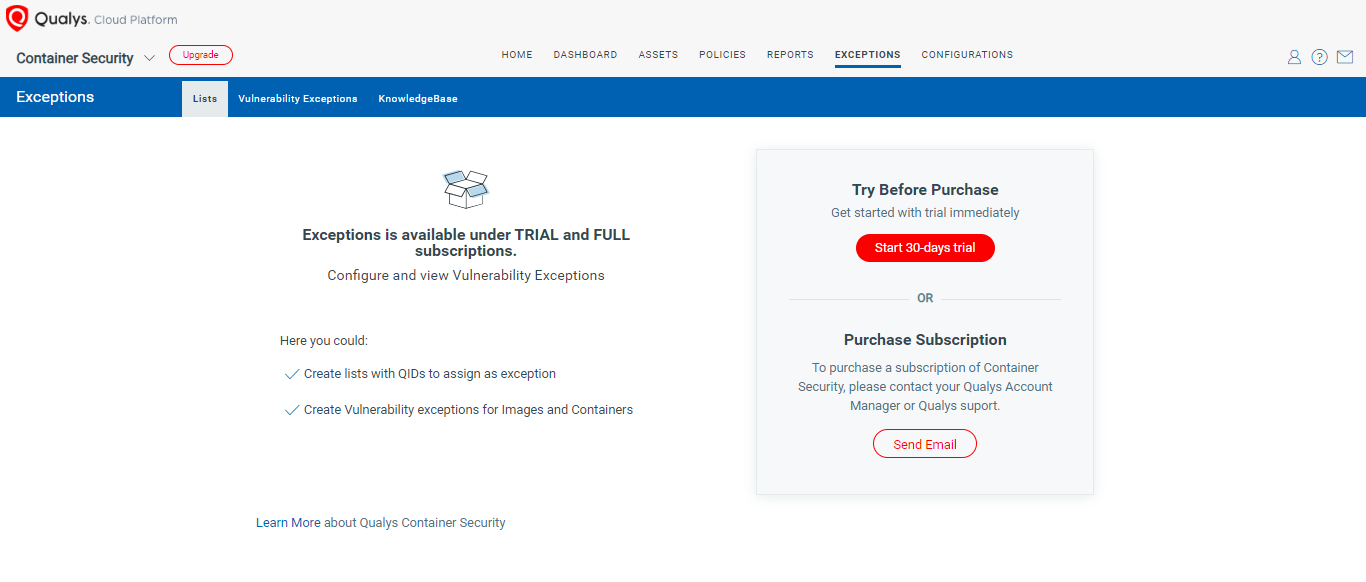 Qualys. Cloud Platform
Container Security
Upgrade
HOME
DASHBOARD
ASSETS
POLICIES
REPORTS
EXCEPTIONS
CONFIGURATIONS
?
Exceptions
Lists
Vulnerability Exceptions
KnowledgeBase
Exceptions is available under TRIAL and FULL
subscriptions.
Configure and view Vulnerability Exceptions
Here you could:
Create lists with QIDs to assign as exception
Create Vulnerability exceptions for Images and Containers
Learn More about Qualys Container Security
Try Before Purchase
Get started with trial immediately
Start 30-days trial
OR
Purchase Subscription
To purchase a subscription of Container
Security, please contact your Qualys Account
Manager or Qualys suport.
Send Email